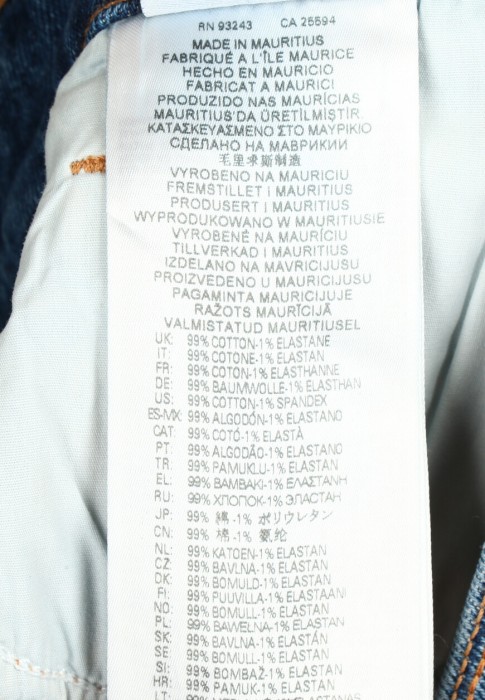 RN 93243 CA 25594
MADE IN MAURITIUS
FABRIQUÉ A L'ÎLE MAURICE
HECHO EN MAURICIO
FABRICAT A MAURICI
PRODUZIDO NAS MAURÍCIAS
MAURITIUS'DA ÜRETİLMİŞTİR
ΚΑΤΑΣΚΕΥΑΣΜΕΝΟ ΣΤΟ ΜΑΥΡΙΚΙΟ
СДЕЛАНО НА МАВРИКИИ
毛里求斯制造
VYROBENO NA MAURICIU
FREMSTILLET I MAURITIUS
PRODUSERT I MAURITIUS
WYPRODUKOWANO W MAURITIUSIE
VYROBENÉ NA MAURÍCIU
TILLVERKAD I MAURITIUS
IZDELANO NA MAVRICIJUSU
PROIZVEDENO U MAURICIJUSU
PAGAMINTA MAURICIJUJE
RAŽOTS MAURĪCIJĀ
VALMISTATUD MAURITIUSEL
UK: 99% COTTON-1% ELASTANE
IT: 99% COTONE-1% ELASTAN
FR: 99% COTON-1% ELASTHANNE
DE: 99% BAUMWOLLE-1% ELASTHAN
US: 99% COTTON-1% SPANDEX
ES-MX: 99% ALGODÓN-1% ELASTANO
CAT: 99% COTÓ-1% ELASTÀ
PT: 99% ALGODÃO-1% ELASTANO
TR: 99% PAMUKLU-1% ELASTAN
EL: 99% ΒΑΜΒΑΚΙ-1% ΕΛΑΣΤΑΝΗ
RU: 99% ХЛОПОК-1% ЭЛАСТАН
JP: 99% 綿 -1% ポリウレタン
CN: 99% 棉 -1% 氨纶
NL: 99% KATOEN-1% ELASTAN
CZ: 99% BAVLNA-1% ELASTAN
DK: 99% BOMULD-1% ELASTAN
FI: 99% PUUVILLA-1% ELASTAANI
NO: 99% BOMULL-1% ELASTAN
PL: 99% BAWEŁNA-1% ELASTAN
SK: 99% BAVLNA-1% ELASTÁN
SE: 99% BOMULL-1% ELASTAN
SI: 99% BOMBAŽ-1% ELASTAN
HR: 99% PAMUK-1% ELASTAN
LT: